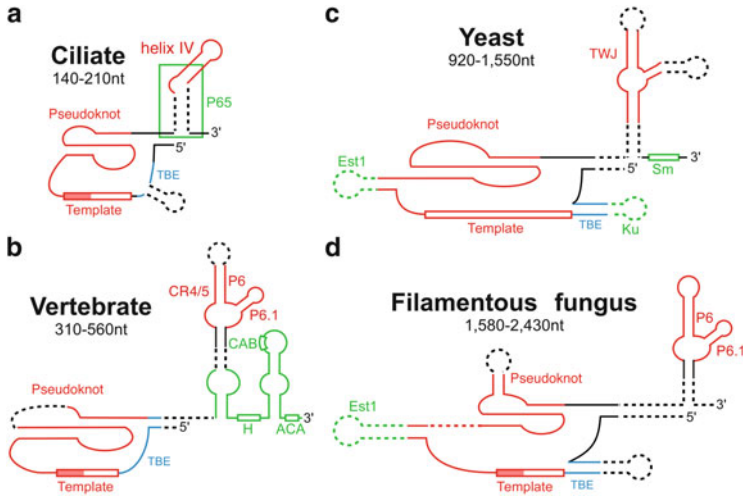 a
Ciliate
140-210nt
helix IV
P65
Pseudoknot
3'
5'
TBE
Template
b
Vertebrate
310-560nt
CR4/5
P6
P6.1
CAB
Pseudoknot
5'
H
ACA
3'
TBE
Template
c
Yeast
920-1,550nt
TWJ
Pseudoknot
Est1
5'
Sm
3'
Template
TBE
Ku
d
Filamentous fungus
1,580-2,430nt
P6
P6.1
Pseudoknot
Est1
3'
5'
Template
TBE